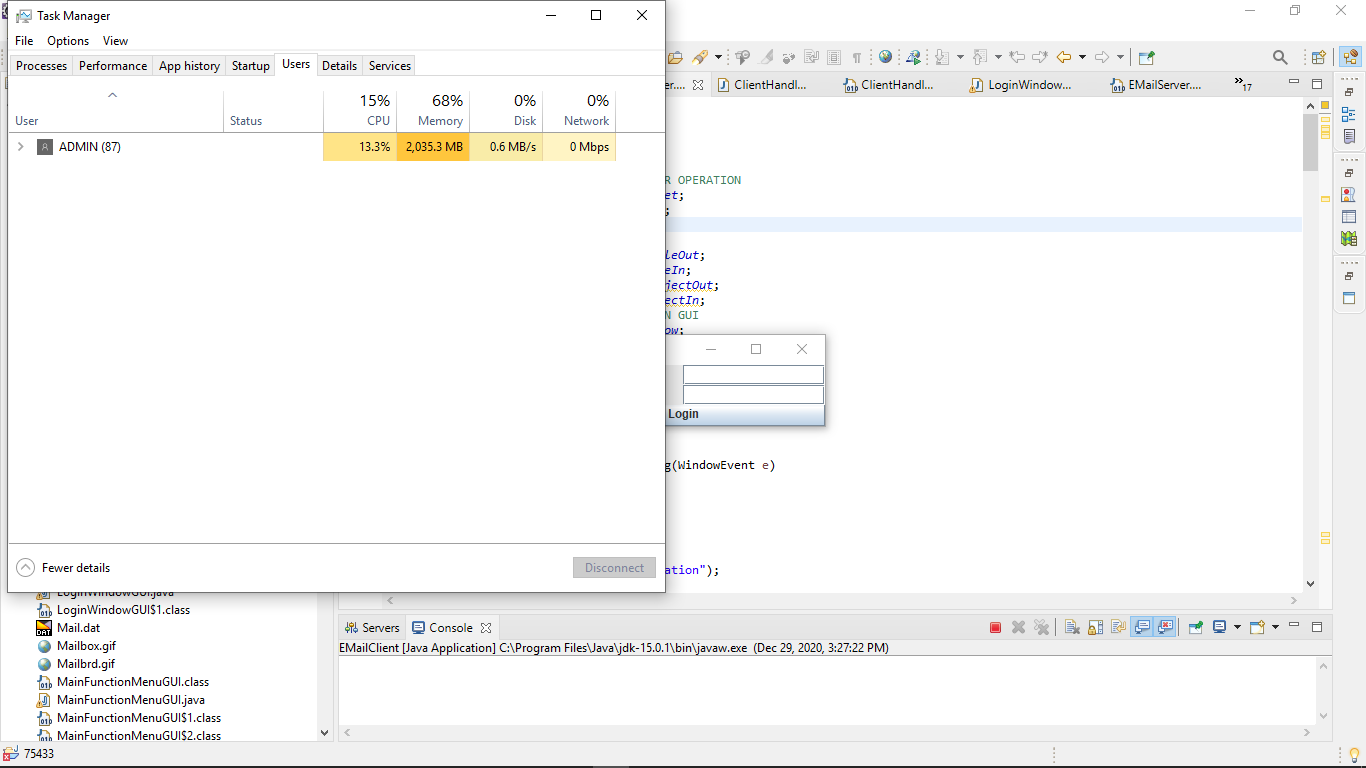 Task Manager
File Options View
Processes Performance App history Startup Users Details Services
15% 68% 0% 0%
User Status CPU Memory Disk Network
ADMIN (87) 13.3% 2,035.3 MB 0.6 MB/s 0 Mbps
Fewer details Disconnect
er.... ClientHandl... ClientHandl... LoginWindow... EMailServer.... »17
R OPERATION
et;
;
leOut;
eIn;
jectOut;
ectIn;
N GUI
ow;
Login
g(WindowEvent e)
ation");
LoginWindowGUI.java
LoginWindowGUI$1.class
Mail.dat
Mailbox.gif
Mailbrd.gif
MainFunctionMenuGUI.class
MainFunctionMenuGUI.java
MainFunctionMenuGUI$1.class
MainFunctionMenuGUI$2.class
Servers Console
EMailClient [Java Application] C:\Program Files\Java\jdk-15.0.1\bin\javaw.exe (Dec 29, 2020, 3:27:22 PM)
75433